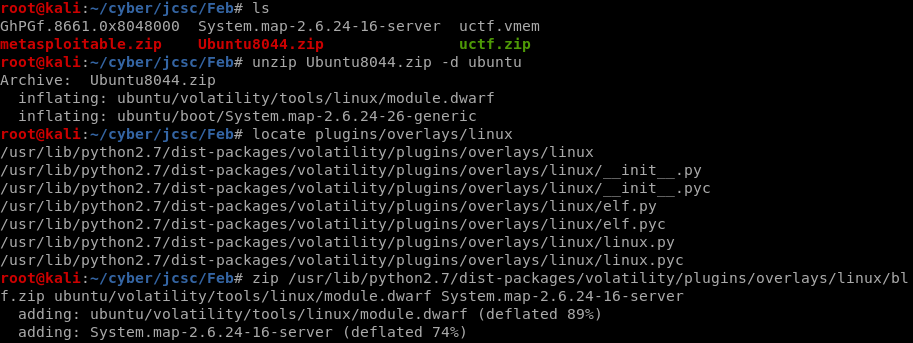 root@kali:~/cyber/jcsc/Feb# ls
GhPGf.8661.0x8048000  System.map-2.6.24-16-server  uctf.vmem
metasploitable.zip    Ubuntu8044.zip               uctf.zip
root@kali:~/cyber/jcsc/Feb# unzip Ubuntu8044.zip -d ubuntu
Archive:  Ubuntu8044.zip
  inflating: ubuntu/volatility/tools/linux/module.dwarf
  inflating: ubuntu/boot/System.map-2.6.24-26-generic
root@kali:~/cyber/jcsc/Feb# locate plugins/overlays/linux
/usr/lib/python2.7/dist-packages/volatility/plugins/overlays/linux
/usr/lib/python2.7/dist-packages/volatility/plugins/overlays/linux/__init__.py
/usr/lib/python2.7/dist-packages/volatility/plugins/overlays/linux/__init__.pyc
/usr/lib/python2.7/dist-packages/volatility/plugins/overlays/linux/elf.py
/usr/lib/python2.7/dist-packages/volatility/plugins/overlays/linux/elf.pyc
/usr/lib/python2.7/dist-packages/volatility/plugins/overlays/linux/linux.py
/usr/lib/python2.7/dist-packages/volatility/plugins/overlays/linux/linux.pyc
root@kali:~/cyber/jcsc/Feb# zip /usr/lib/python2.7/dist-packages/volatility/plugins/overlays/linux/bl
f.zip ubuntu/volatility/tools/linux/module.dwarf System.map-2.6.24-16-server
  adding: ubuntu/volatility/tools/linux/module.dwarf (deflated 89%)
  adding: System.map-2.6.24-16-server (deflated 74%)